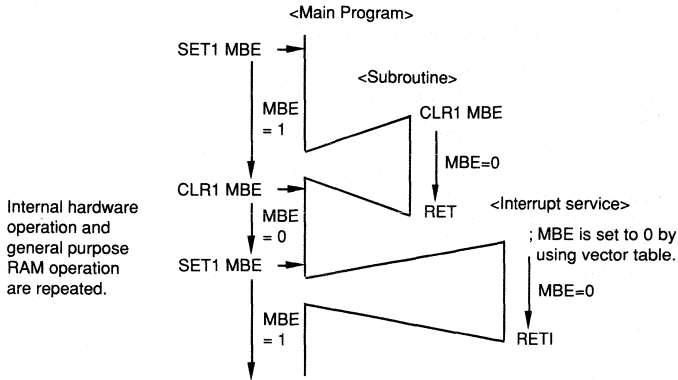 <Main Program>
SET1 MBE
<Subroutine>
MBE
= 1
CLR1 MBE
MBE=0
CLR1 MBE
RET
Internal hardware
operation and
general purpose
RAM operation
are repeated.
MBE
= 0
<Interrupt service>
; MBE is set to 0 by
using vector table.
SET1 MBE
MBE=0
MBE
= 1
RETI